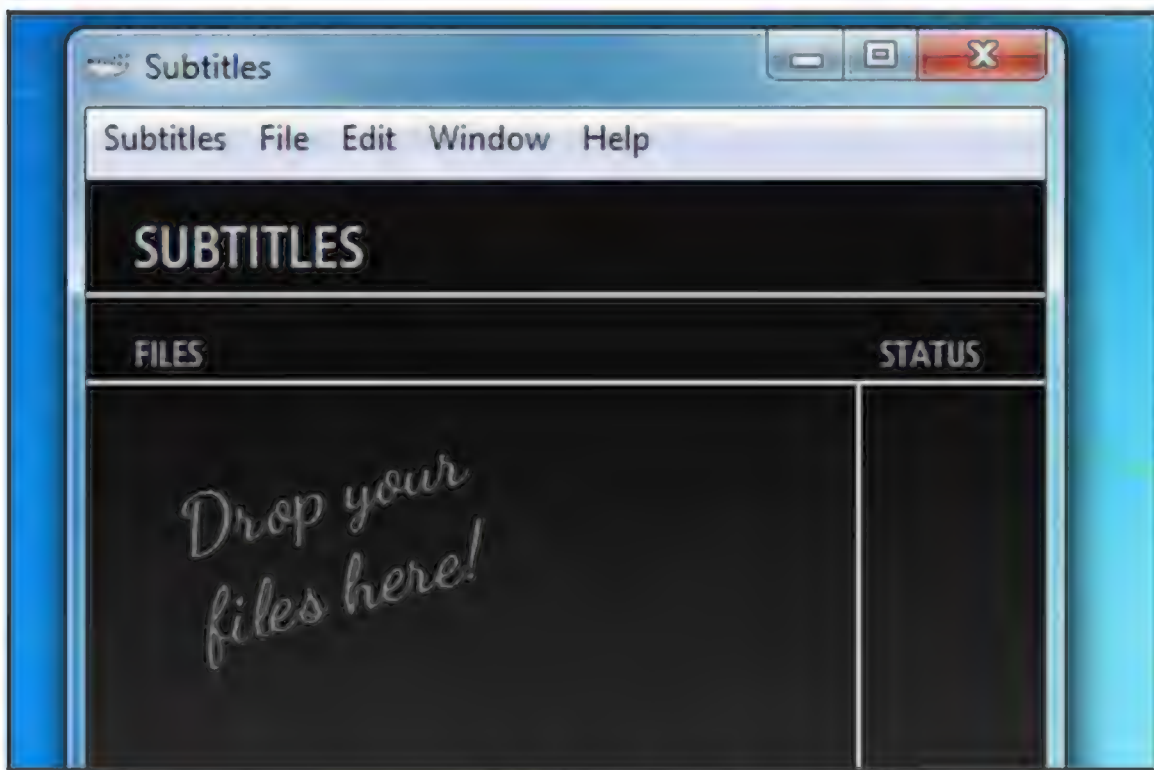 Subtitles
Subtitles File Edit Window Help
SUBTITLES
FILES STATUS
Drop your
files here!